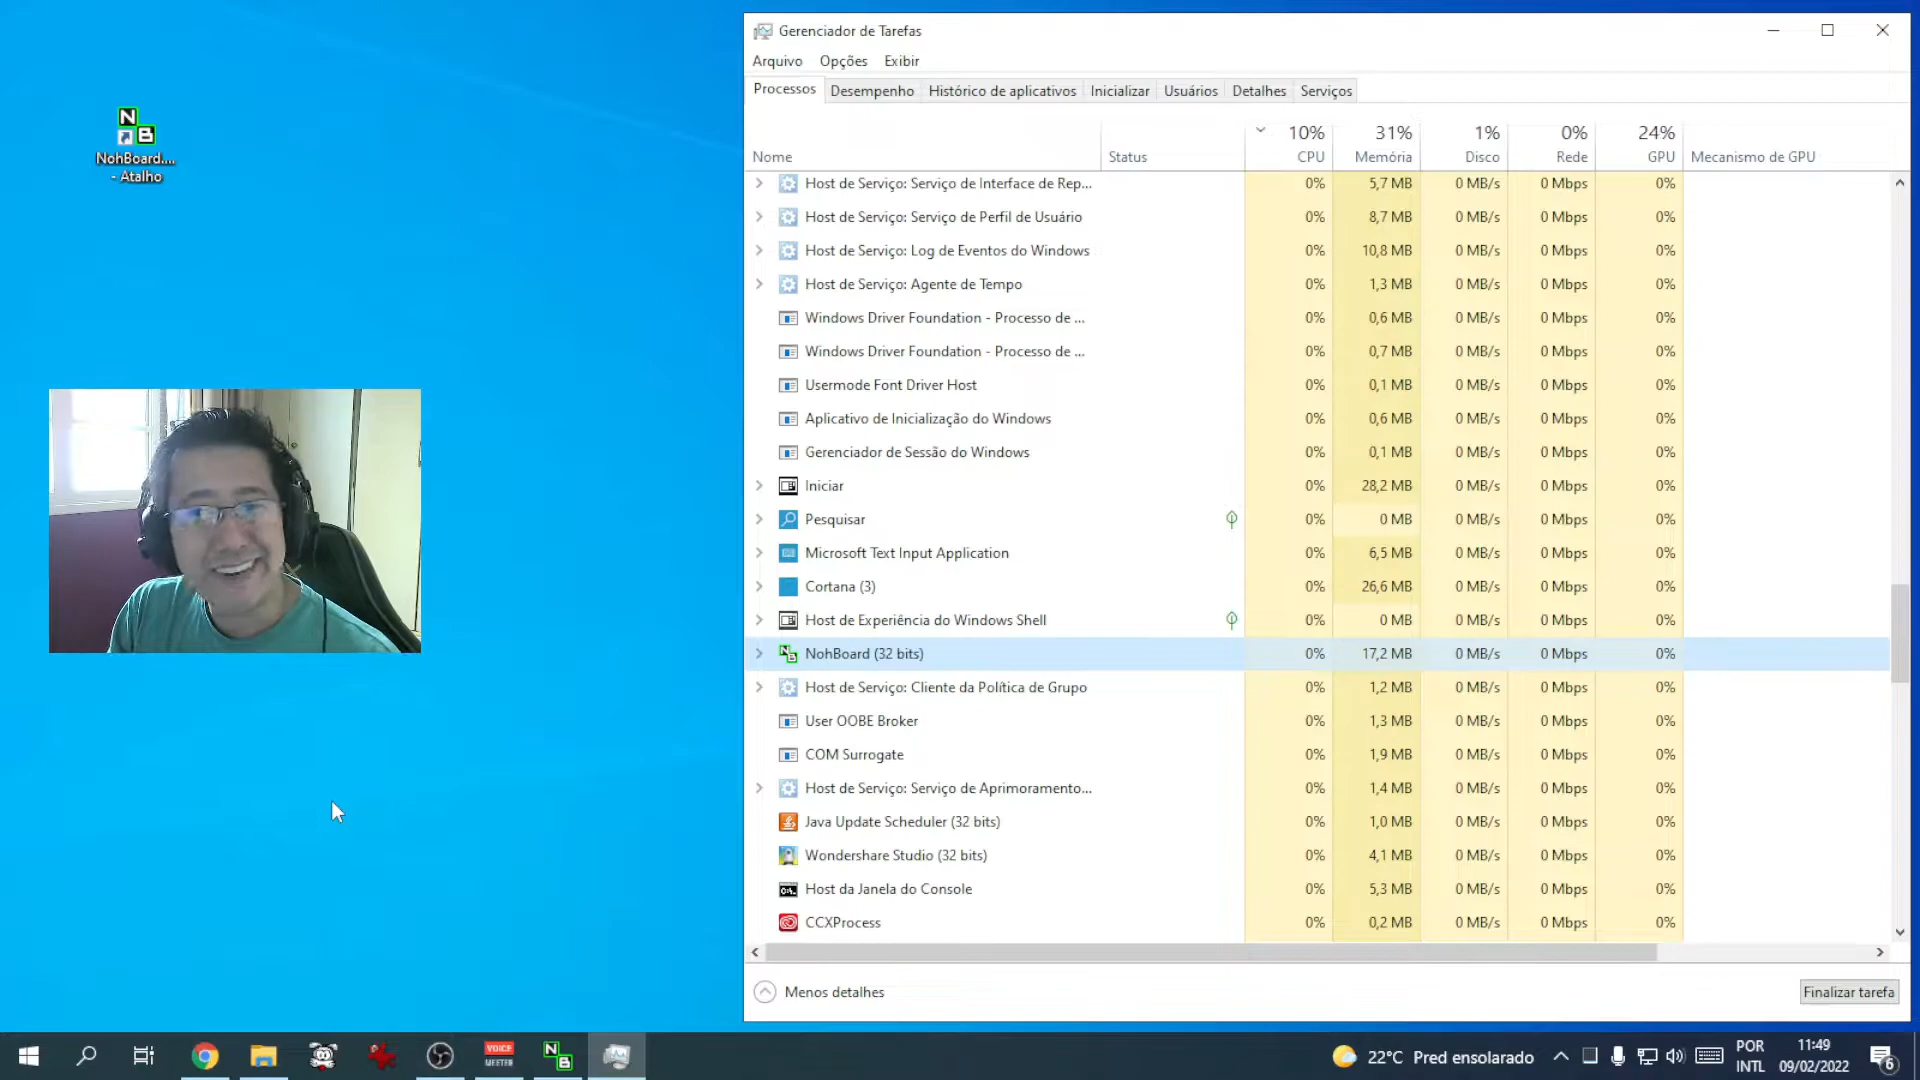 NohBoard....
- Atalho
Gerenciador de Tarefas
Arquivo Opções Exibir
Processos Desempenho Histórico de aplicativos Inicializar Usuários Detalhes Serviços
10% 31% 1% 0% 24%
Nome Status CPU Memória Disco Rede GPU Mecanismo de GPU
Host de Serviço: Serviço de Interface de Rep... 0% 5,7 MB 0 MB/s 0 Mbps 0%
Host de Serviço: Serviço de Perfil de Usuário 0% 8,7 MB 0 MB/s 0 Mbps 0%
Host de Serviço: Log de Eventos do Windows 0% 10,8 MB 0 MB/s 0 Mbps 0%
Host de Serviço: Agente de Tempo 0% 1,3 MB 0 MB/s 0 Mbps 0%
Windows Driver Foundation - Processo de ... 0% 0,6 MB 0 MB/s 0 Mbps 0%
Windows Driver Foundation - Processo de ... 0% 0,7 MB 0 MB/s 0 Mbps 0%
Usermode Font Driver Host 0% 0,1 MB 0 MB/s 0 Mbps 0%
Aplicativo de Inicialização do Windows 0% 0,6 MB 0 MB/s 0 Mbps 0%
Gerenciador de Sessão do Windows 0% 0,1 MB 0 MB/s 0 Mbps 0%
Iniciar 0% 28,2 MB 0 MB/s 0 Mbps 0%
Pesquisar 0% 0 MB 0 MB/s 0 Mbps 0%
Microsoft Text Input Application 0% 6,5 MB 0 MB/s 0 Mbps 0%
Cortana (3) 0% 26,6 MB 0 MB/s 0 Mbps 0%
Host de Experiência do Windows Shell 0% 0 MB 0 MB/s 0 Mbps 0%
NohBoard (32 bits) 0% 17,2 MB 0 MB/s 0 Mbps 0%
Host de Serviço: Cliente da Política de Grupo 0% 1,2 MB 0 MB/s 0 Mbps 0%
User OOBE Broker 0% 1,3 MB 0 MB/s 0 Mbps 0%
COM Surrogate 0% 1,9 MB 0 MB/s 0 Mbps 0%
Host de Serviço: Serviço de Aprimoramento... 0% 1,4 MB 0 MB/s 0 Mbps 0%
Java Update Scheduler (32 bits) 0% 1,0 MB 0 MB/s 0 Mbps 0%
Wondershare Studio (32 bits) 0% 4,1 MB 0 MB/s 0 Mbps 0%
Host da Janela do Console 0% 5,3 MB 0 MB/s 0 Mbps 0%
CCXProcess 0% 0,2 MB 0 MB/s 0 Mbps 0%
Menos detalhes Finalizar tarefa
VOICE
MEETER
N
B
22°C Pred ensolarado
POR
INTL
11:49
09/02/2022
6